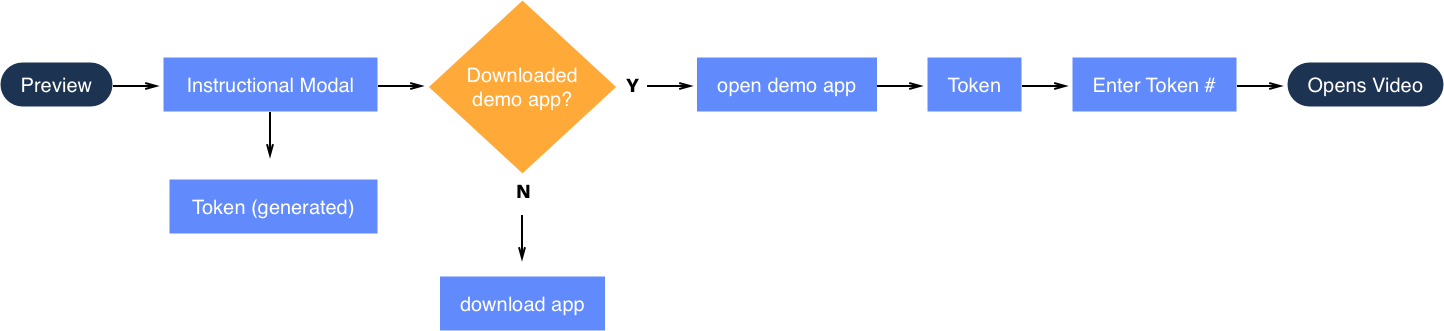 Preview
Instructional Modal
Downloaded
demo app?
Y
open demo app
Token
Enter Token #
Opens Video
Token (generated)
N
download app